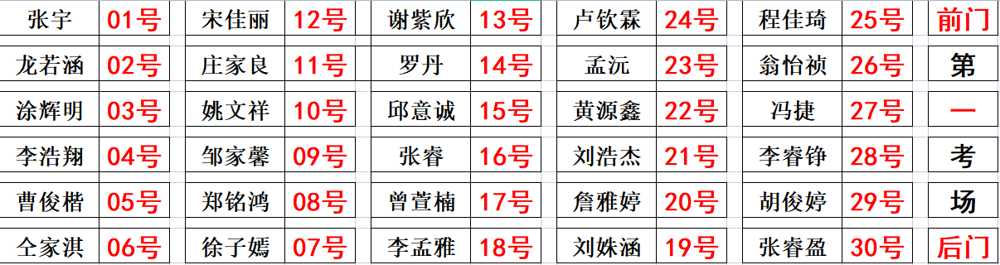 张宇 01号 宋佳丽 12号 谢紫欣 13号 卢钦霖 24号 程佳琦 25号 前门
龙若涵 02号 庄家良 11号 罗丹 14号 孟沅 23号 翁怡祯 26号 第
涂辉明 03号 姚文祥 10号 邱意诚 15号 黄源鑫 22号 冯捷 27号 一
李浩翔 04号 邹家馨 09号 张睿 16号 刘浩杰 21号 李睿铮 28号 考
曹俊楷 05号 郑铭鸿 08号 曾萱楠 17号 詹雅婷 20号 胡俊婷 29号 场
仝家淇 06号 徐子嫣 07号 李孟雅 18号 刘姝涵 19号 张睿盈 30号 后门